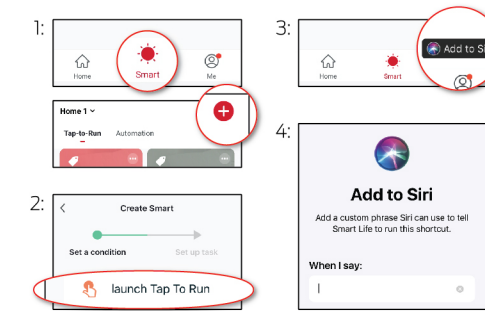 1:
Home
Smart
Me
Home 1
Tap-to-Run Automation
2:
Create Smart
Set a condition Set up task
launch Tap To Run
3:
Add to
Home
Smart
4:
Add to Siri
Add a custom phrase Siri can use to tell
Smart Life to run this shortcut.
When I say: